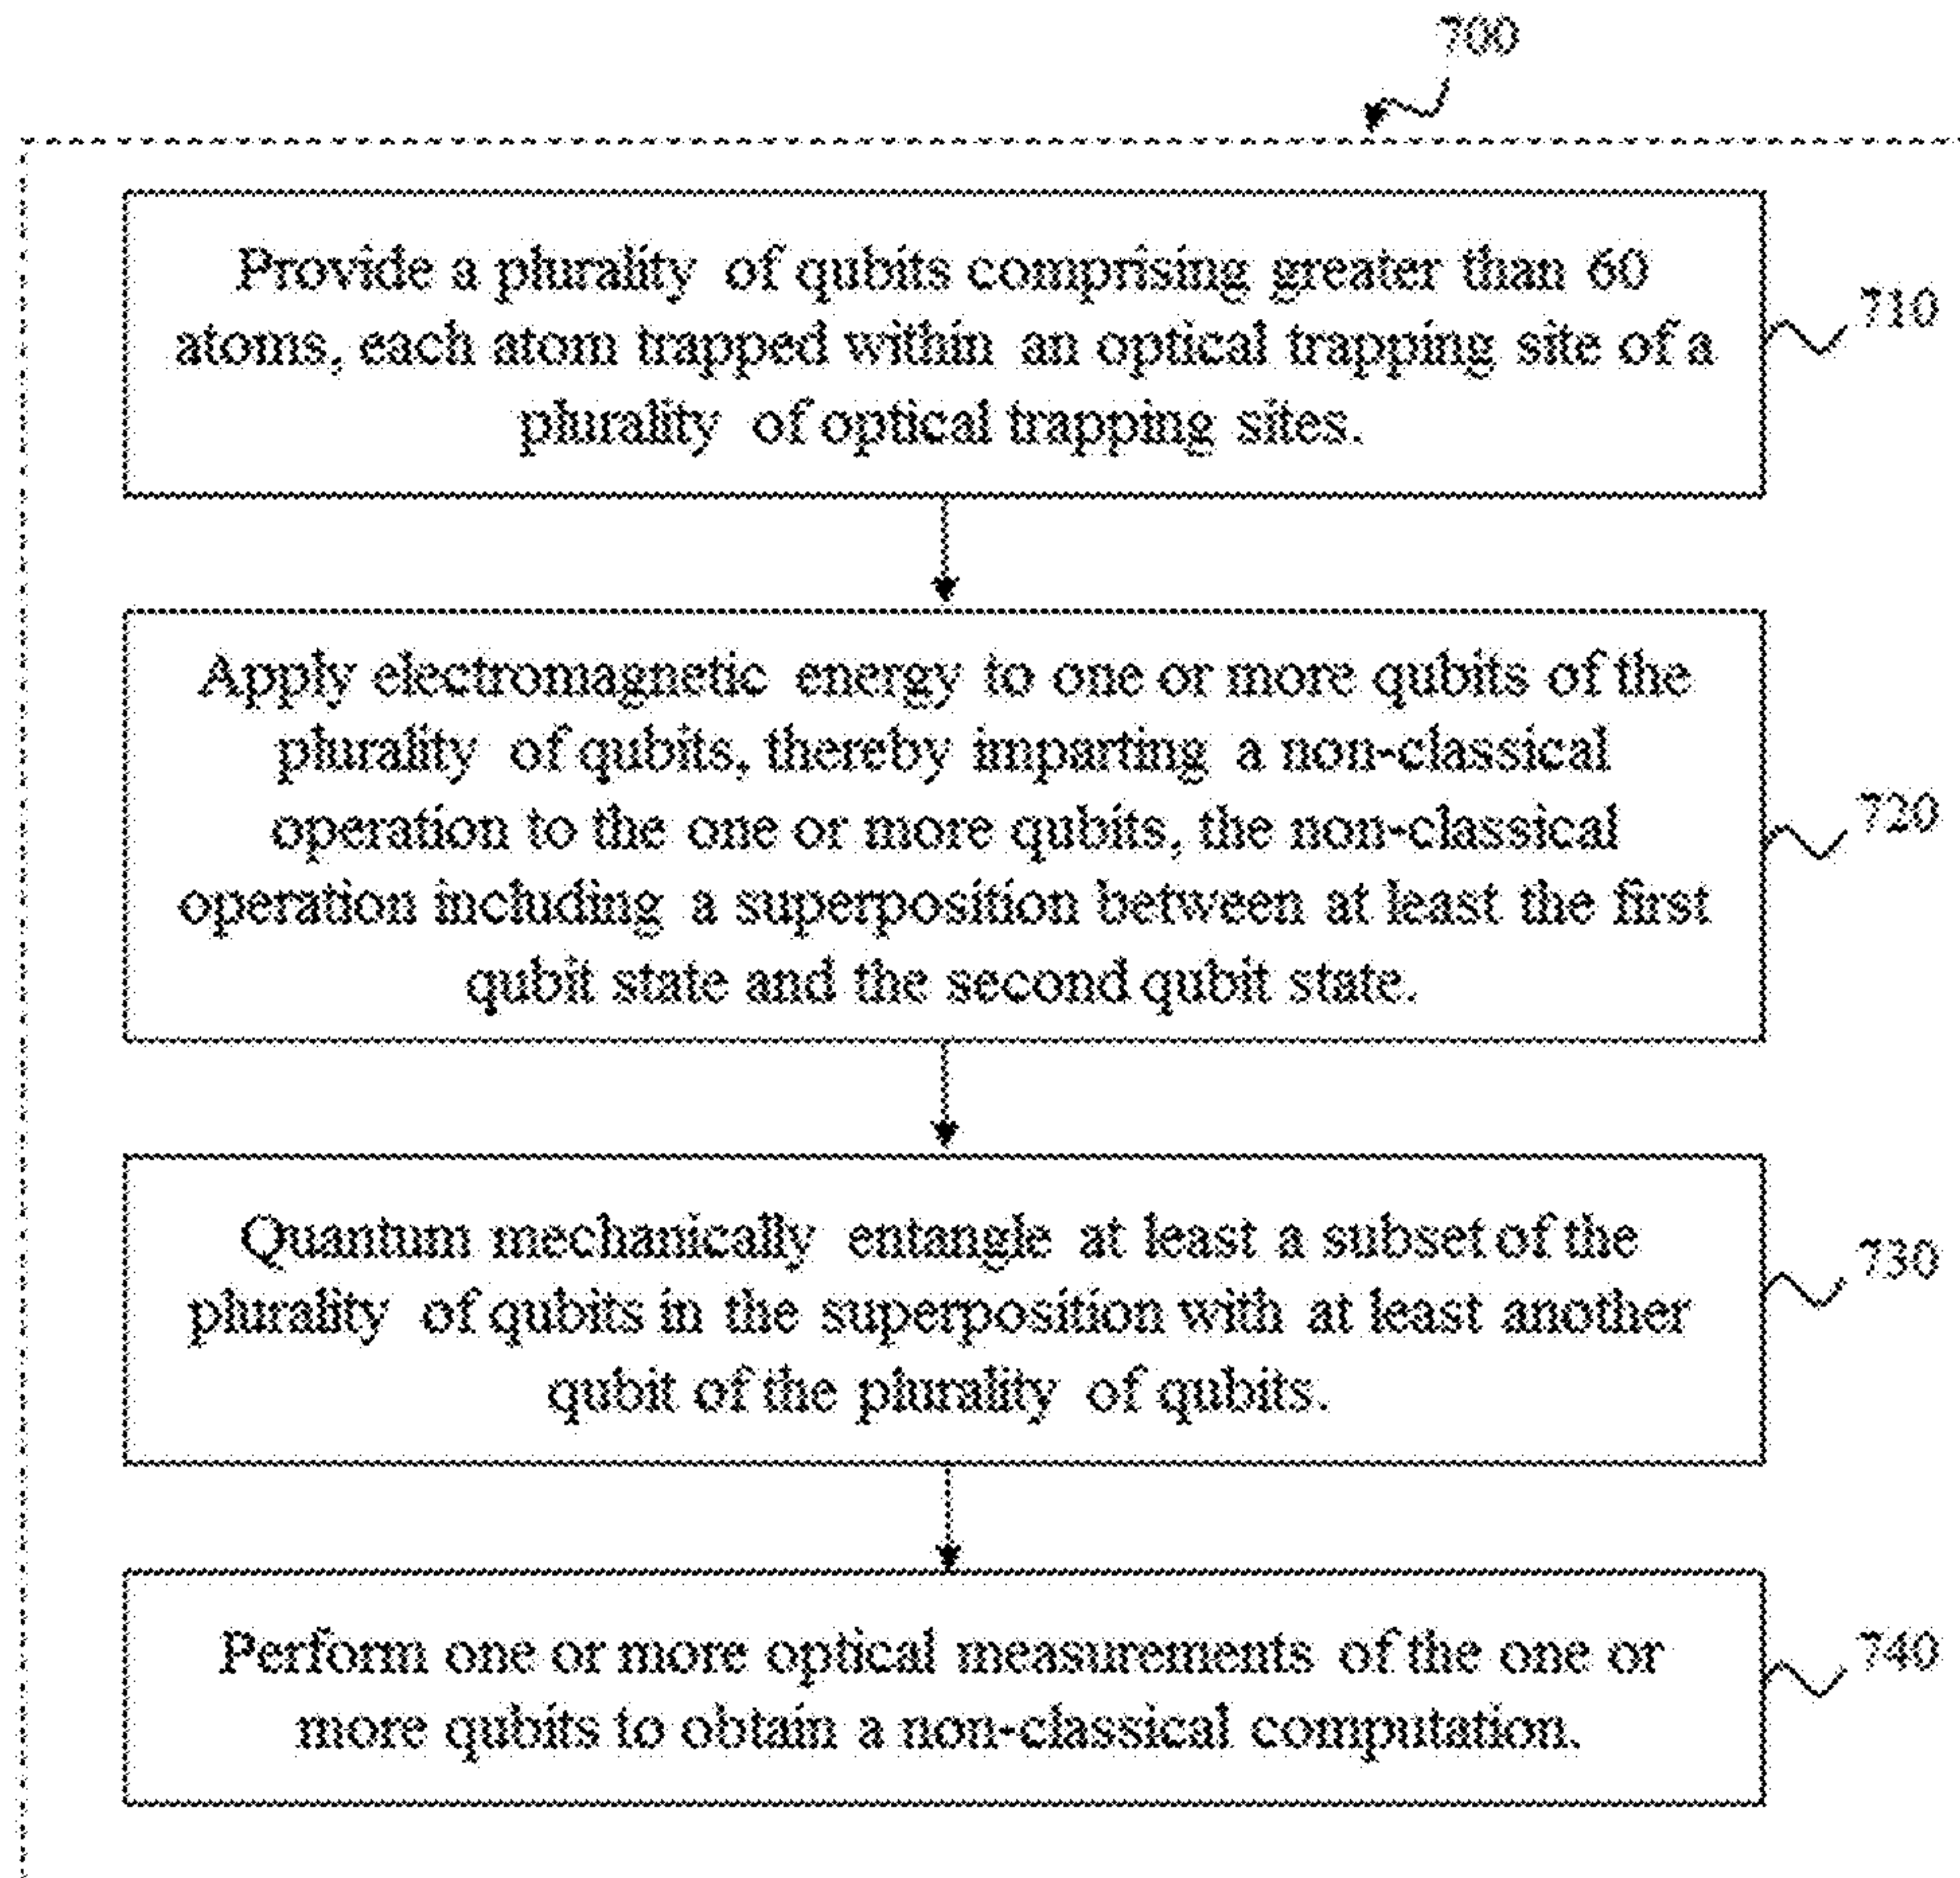 700
Provide a plurality of qubits comprising greater than 60
atoms, each atom trapped within an optical trapping site of a
plurality of optical trapping sites.
710
Apply electromagnetic energy to one or more qubits of the
plurality of qubits, thereby imparting a non-classical
operation to the one or more qubits, the non-classical
operation including a superposition between at least the first
qubit state and the second qubit state.
720
Quantum mechanically entangle at least a subset of the
plurality of qubits in the superposition with at least another
qubit of the plurality of qubits.
730
Perform one or more optical measurements of the one or
more qubits to obtain a non-classical computation.
740